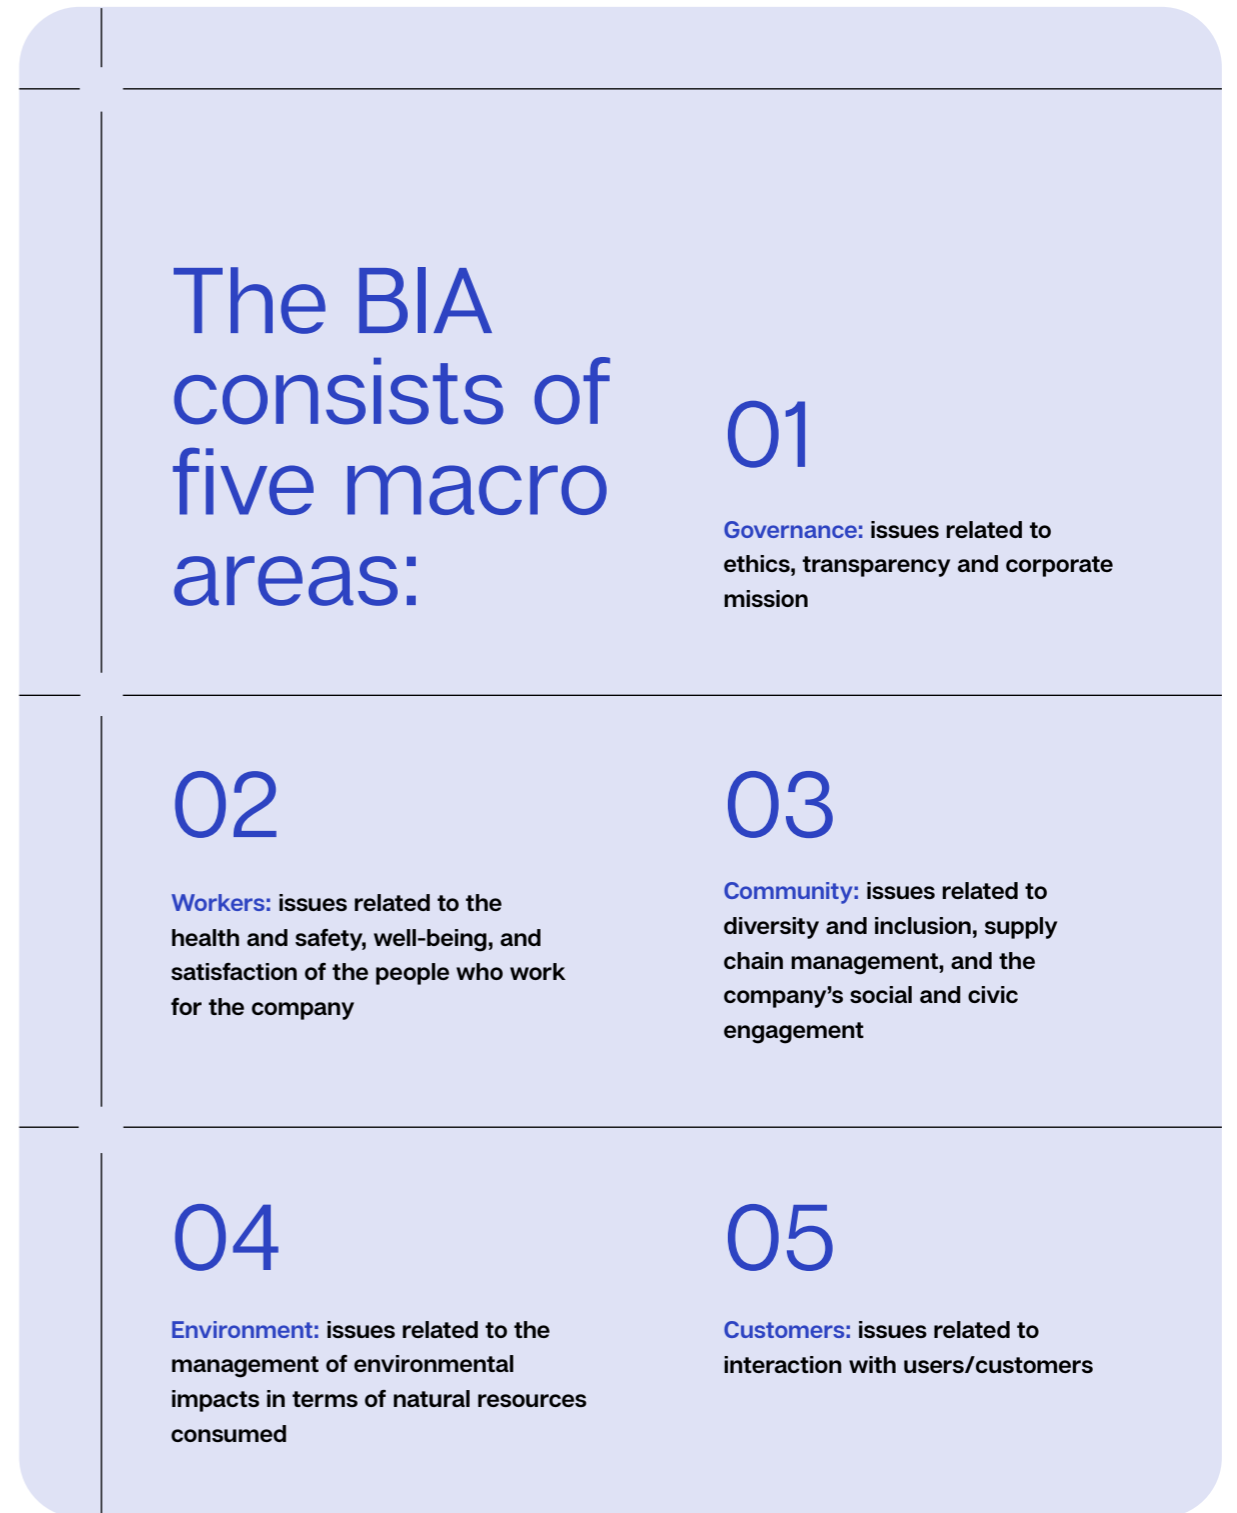 The BIA
consists of
five macro
areas:
01
Governance: issues related to
ethics, transparency and corporate
mission
02
Workers: issues related to the
health and safety, well-being, and
satisfaction of the people who work
for the company
03
Community: issues related to
diversity and inclusion, supply
chain management, and the
company’s social and civic
engagement
04
Environment: issues related to the
management of environmental
impacts in terms of natural resources
consumed
05
Customers: issues related to
interaction with users/customers